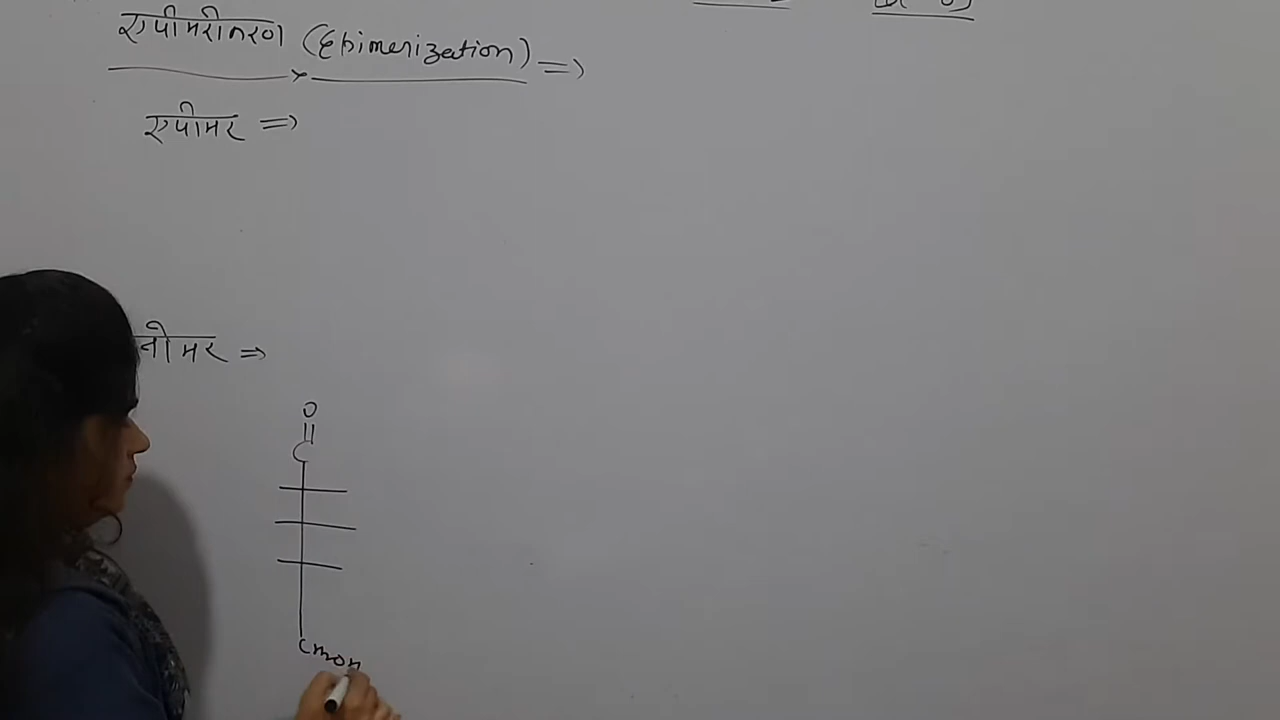 एपीमरीकरण (Epimerization) ⇒
एपीमर ⇒
नोमर ⇒
O
||
C
CH2OH